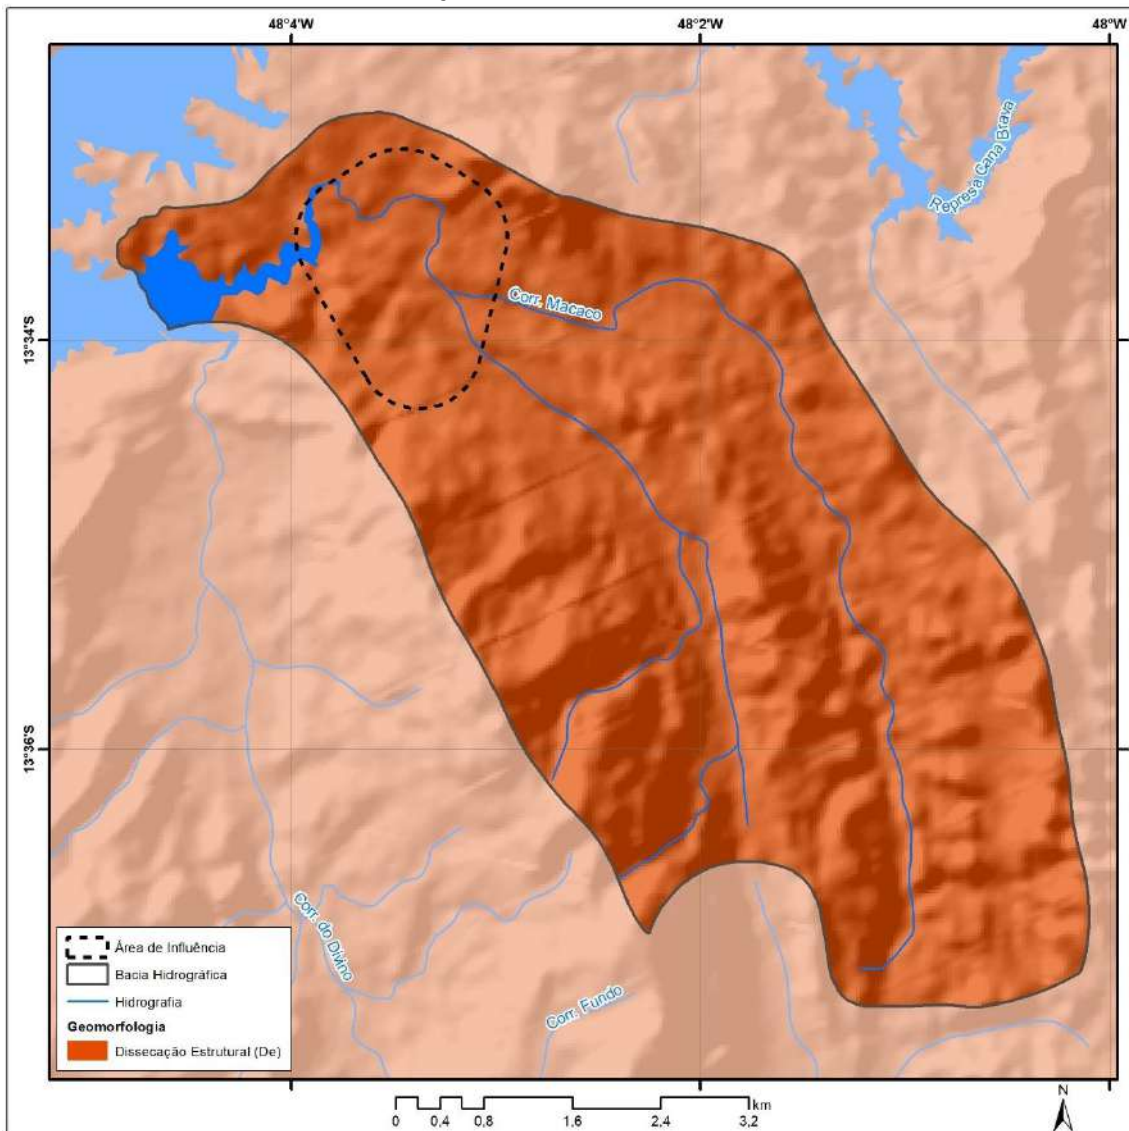 48°4'W
48°2'W
48°W
Represa Cana Brava
Corr. Macaco
13°34'S
13°36'S
Corr. do Divino
Corr. Fundo
Área de Influência
Bacia Hidrográfica
Hidrografia
Geomorfologia
Dissecação Estrutural (De)
N
km
0 0,4 0,8 1,6 2,4 3,2